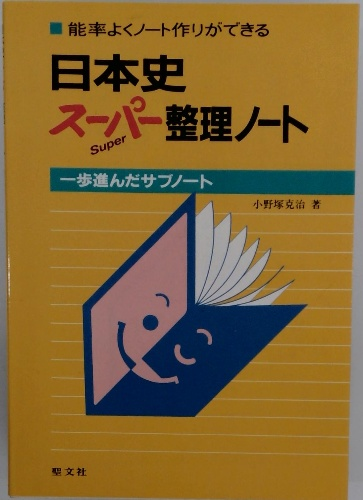 ■ 能率よくノート作りができる
日本史
スーパー整理ノート
Super
一歩進んだサブノート
小野塚克治 著
聖文社